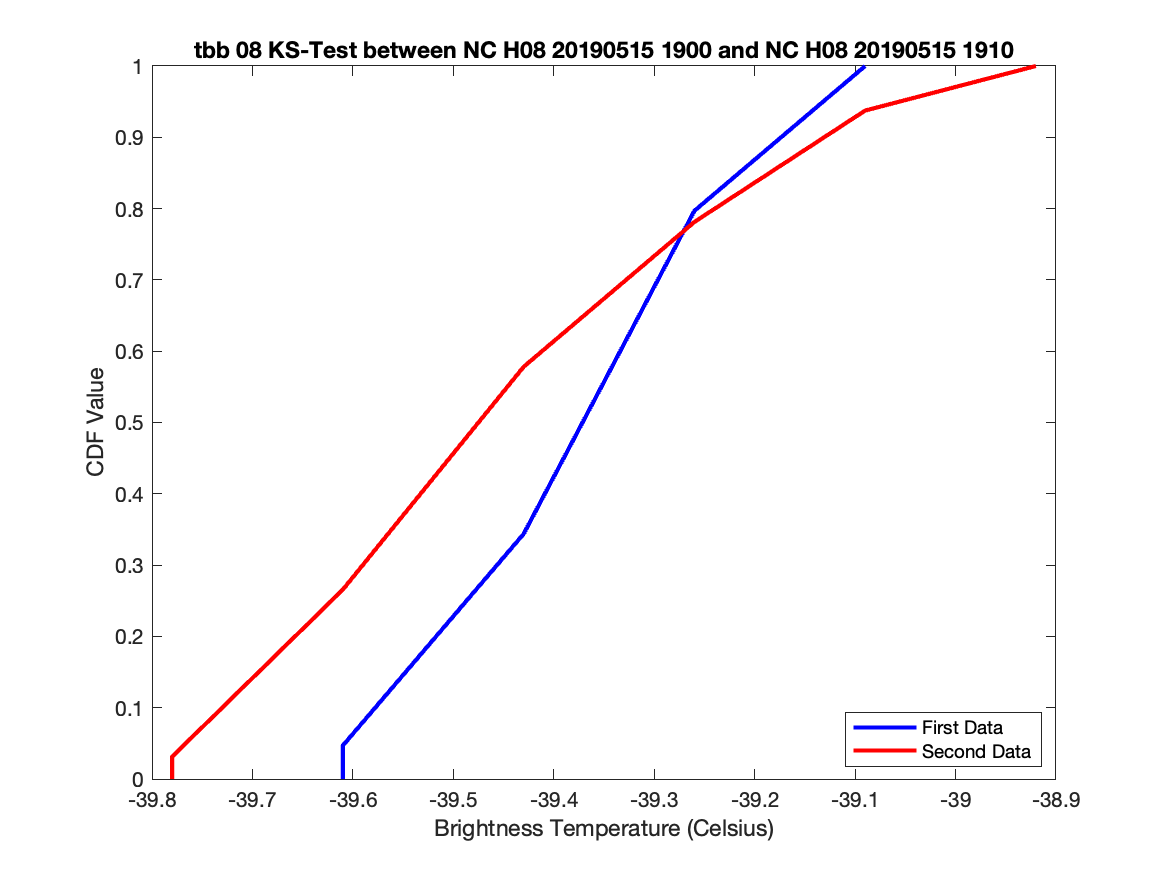 tbb 08 KS-Test between NC H08 20190515 1900 and NC H08 20190515 1910
1
0.9
0.8
0.7
0.6
0.5
0.4
0.3
0.2
0.1
0
CDF Value
First Data
Second Data
-39.8 -39.7 -39.6 -39.5 -39.4 -39.3 -39.2 -39.1 -39 -38.9
Brightness Temperature (Celsius)